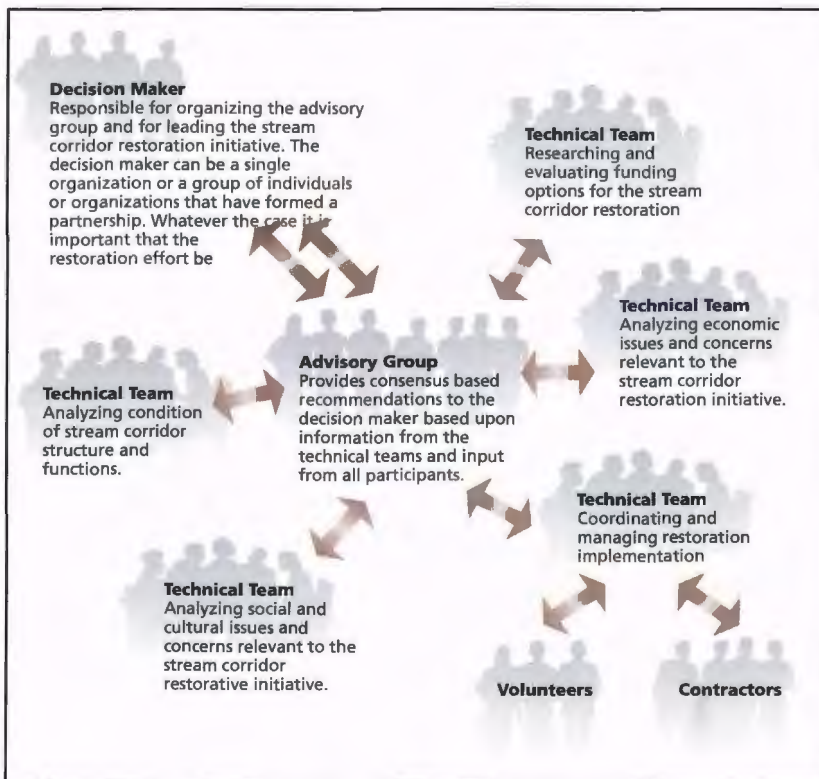 Decision Maker
Responsible for organizing the advisory
group and for leading the stream
corridor restoration initiative. The
decision maker can be a single
organization or a group of individuals
or organizations that have formed a
partnership. Whatever the case it is
important that the
restoration effort be
Technical Team
Researching and
evaluating funding
options for the stream
corridor restoration
Technical Team
Analyzing economic
issues and concerns
relevant to the
stream corridor
restoration initiative.
Advisory Group
Provides consensus based
recommendations to the
decision maker based upon
information from the
technical teams and input
from all participants.
Technical Team
Analyzing condition
of stream corridor
structure and
functions.
Technical Team
Coordinating and
managing restoration
implementation
Technical Team
Analyzing social and
cultural issues and
concerns relevant to the
stream corridor
restorative initiative.
Volunteers
Contractors